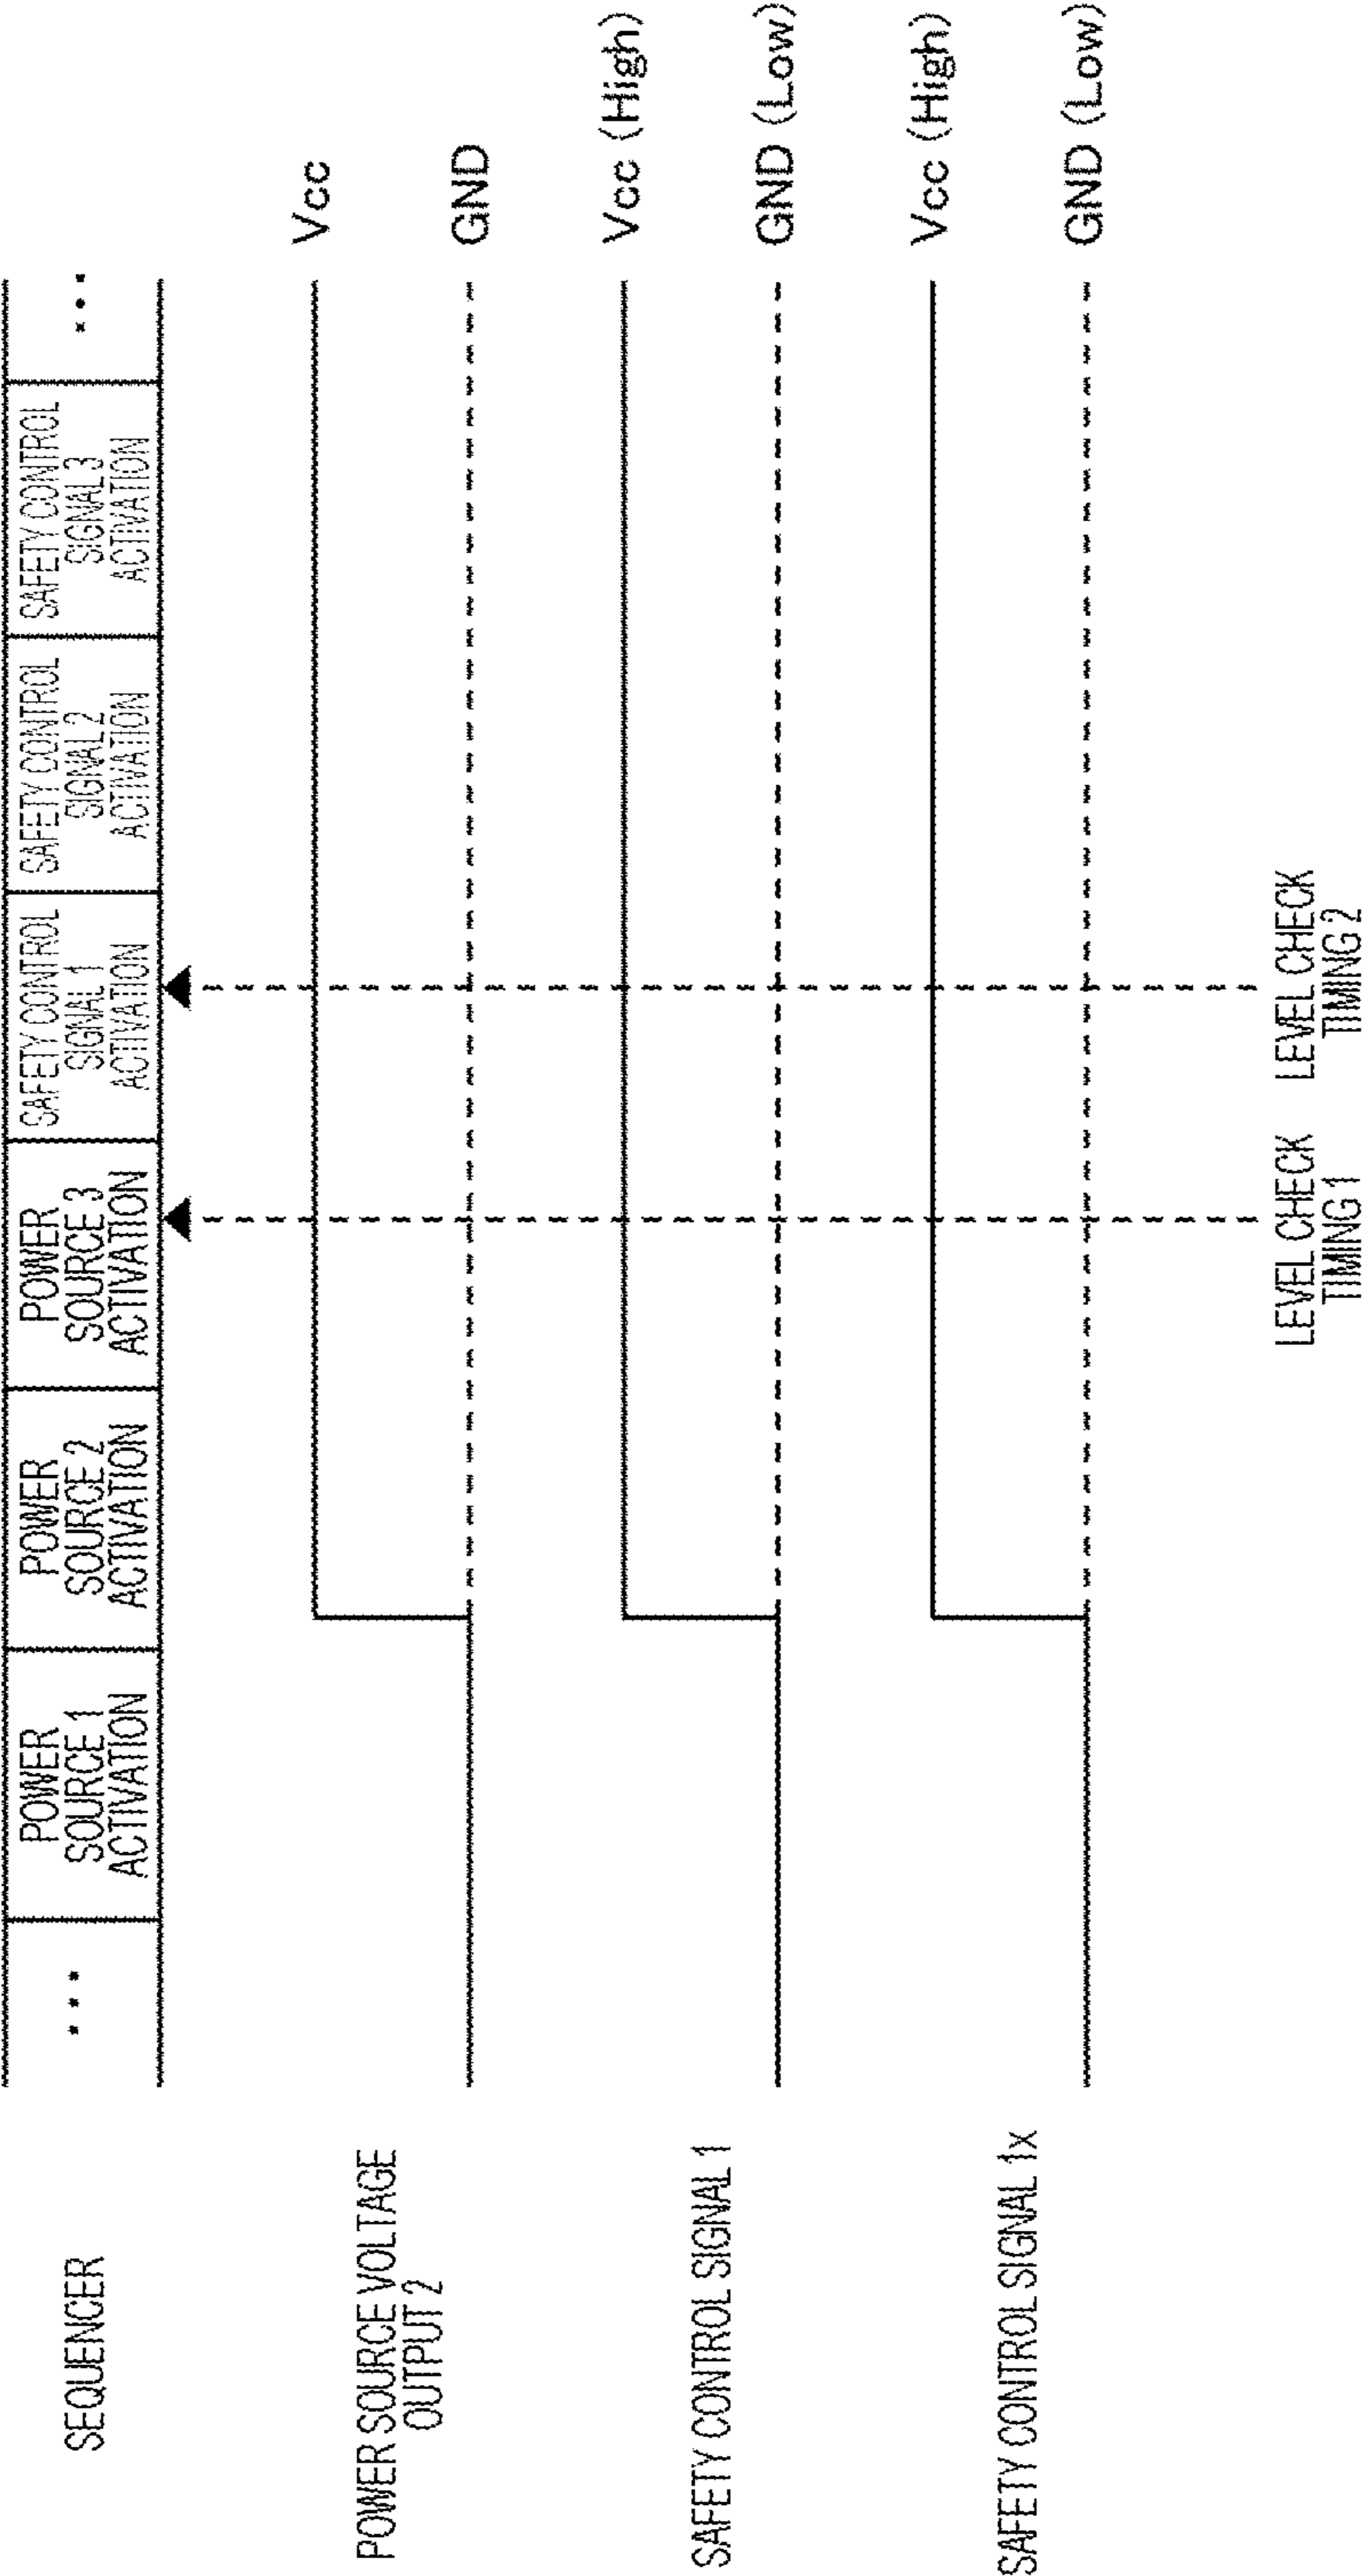 SEQUENCER
...
POWER
SOURCE 1
ACTIVATION
POWER
SOURCE 2
ACTIVATION
POWER
SOURCE 3
ACTIVATION
SAFETY CONTROL
SIGNAL 1
ACTIVATION
SAFETY CONTROL
SIGNAL 2
ACTIVATION
SAFETY CONTROL
SIGNAL 3
ACTIVATION
...
POWER SOURCE VOLTAGE
OUTPUT 2
Vcc
GND
SAFETY CONTROL SIGNAL 1
Vcc (High)
GND (Low)
SAFETY CONTROL SIGNAL 1x
Vcc (High)
GND (Low)
LEVEL CHECK
TIMING 1
LEVEL CHECK
TIMING 2